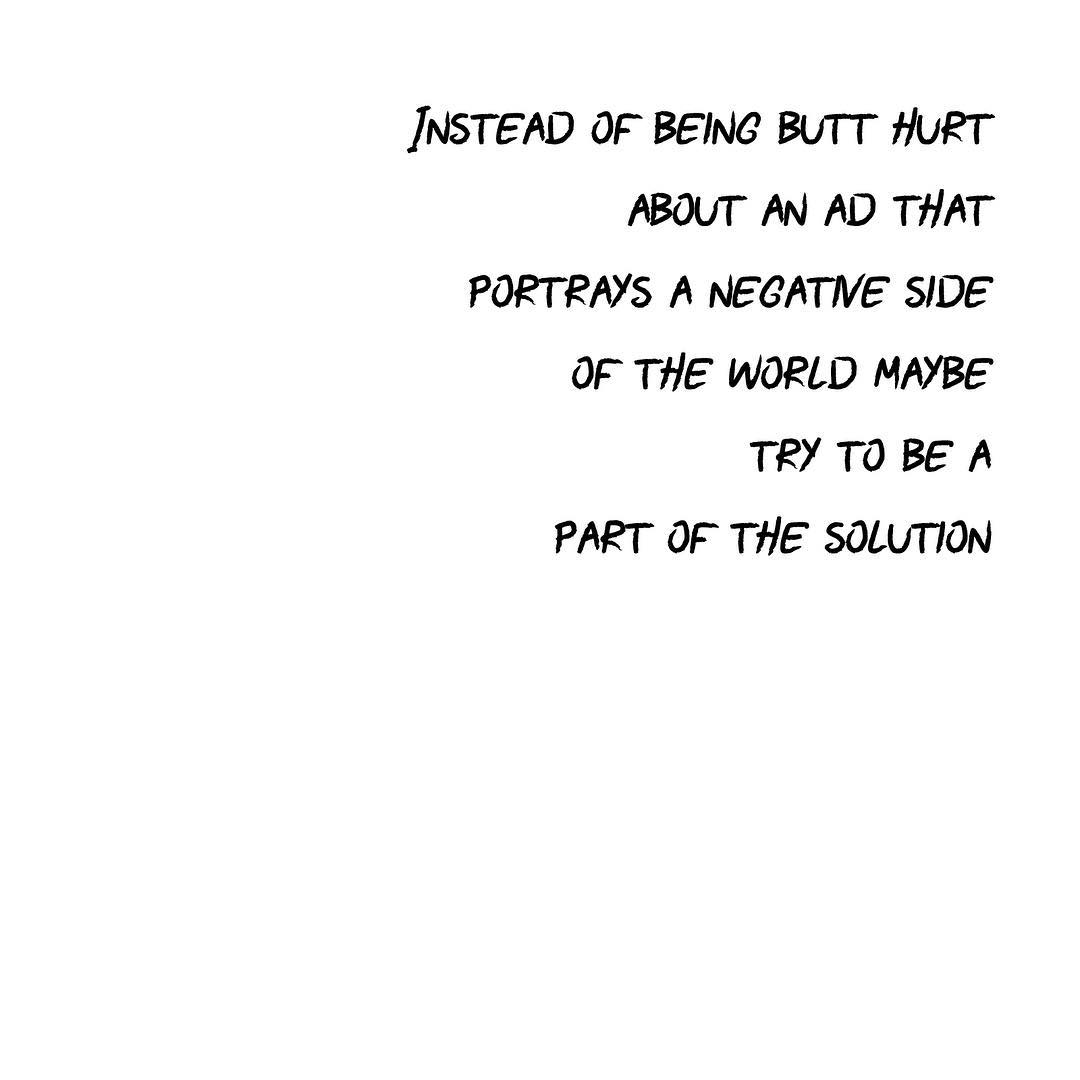 Instead of being butt hurt
about an ad that
portrays a negative side
of the world maybe
try to be a
part of the solution